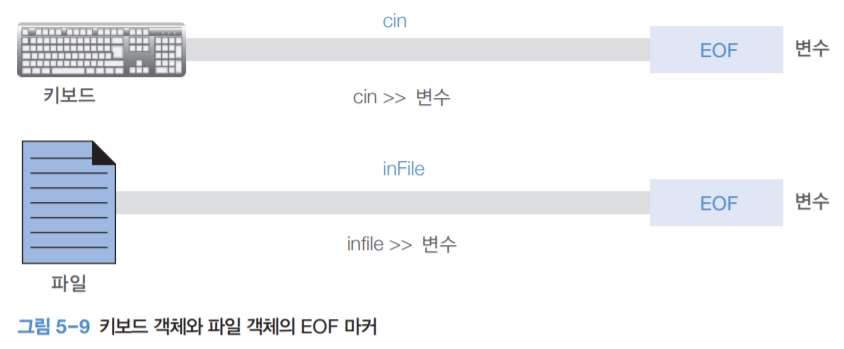 cin
EOF 변수
키보드
cin >> 변수
inFile
EOF 변수
infile >> 변수
파일
그림 5-9 키보드 객체와 파일 객체의 EOF 마커